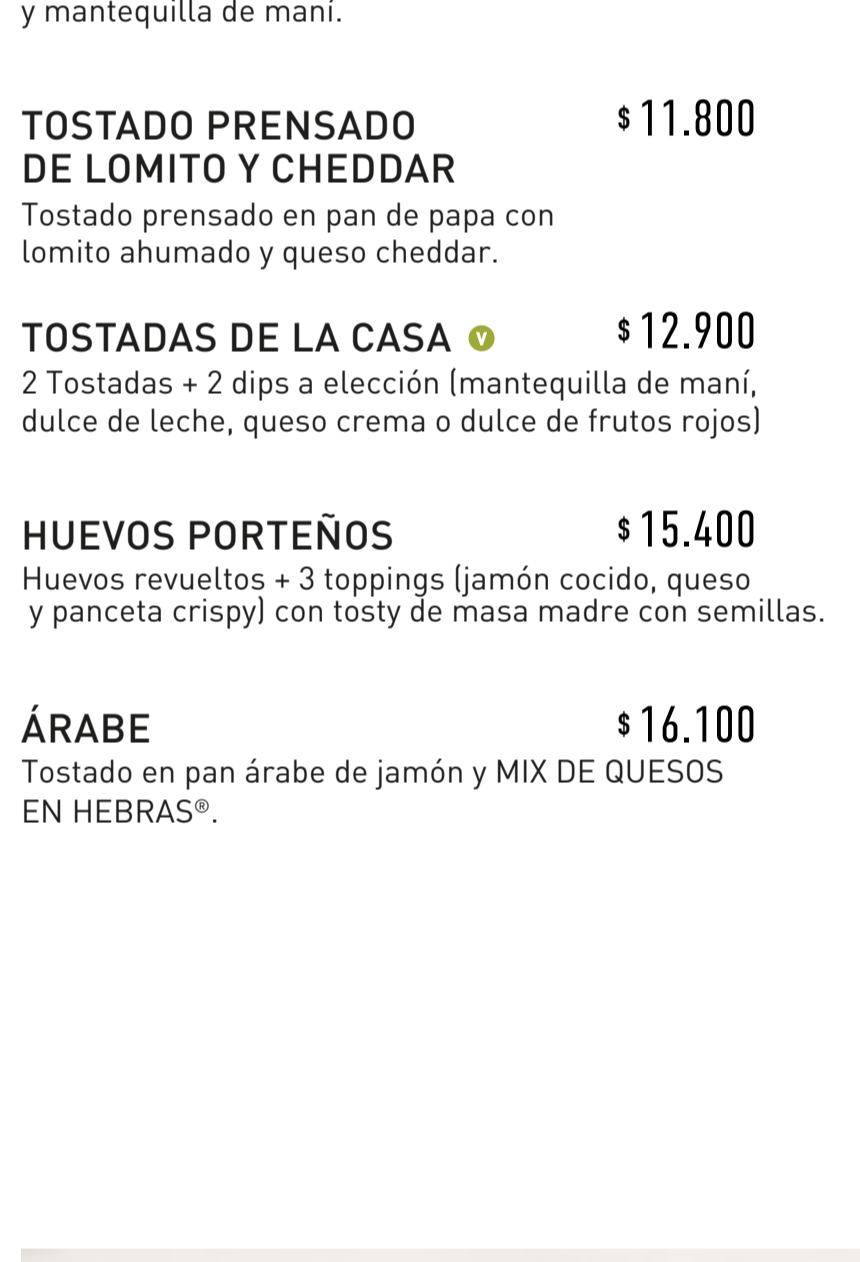 y mantequilla de maní.
TOSTADO PRENSADO $ 11.800
DE LOMITO Y CHEDDAR
Tostado prensado en pan de papa con
lomito ahumado y queso cheddar.
TOSTADAS DE LA CASA V $ 12.900
2 Tostadas + 2 dips a elección (mantequilla de maní,
dulce de leche, queso crema o dulce de frutos rojos)
HUEVOS PORTEÑOS $ 15.400
Huevos revueltos + 3 toppings (jamón cocido, queso
y panceta crispy) con tosty de masa madre con semillas.
ÁRABE $ 16.100
Tostado en pan árabe de jamón y MIX DE QUESOS
EN HEBRAS®.